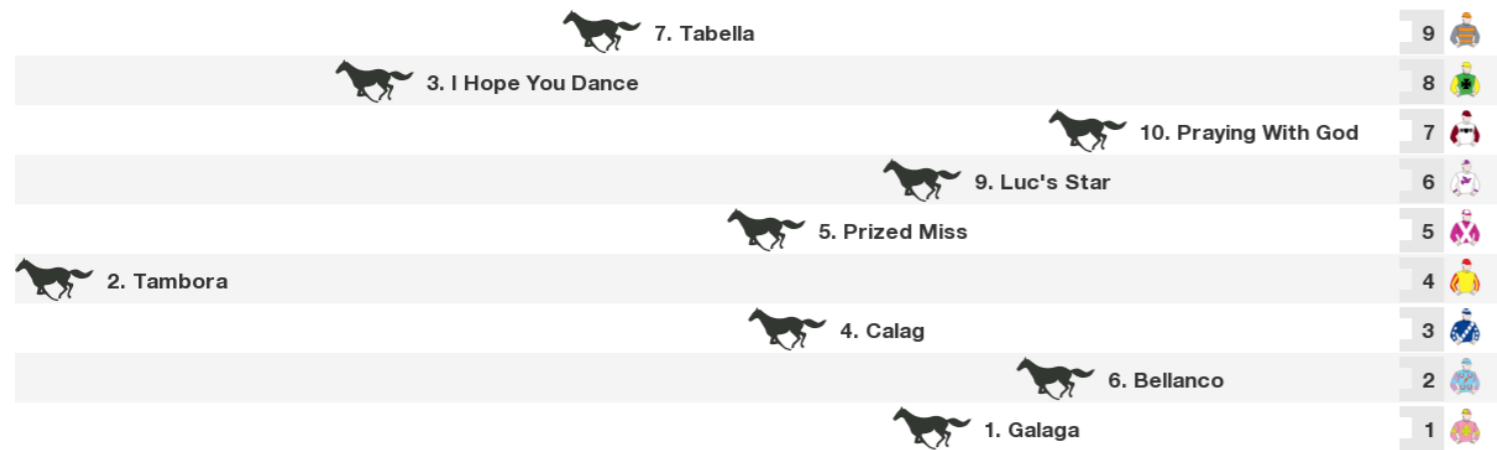 7. Tabella 9
3. I Hope You Dance 8
10. Praying With God 7
9. Luc's Star 6
5. Prized Miss 5
2. Tambora 4
4. Calag 3
6. Bellanco 2
1. Galaga 1